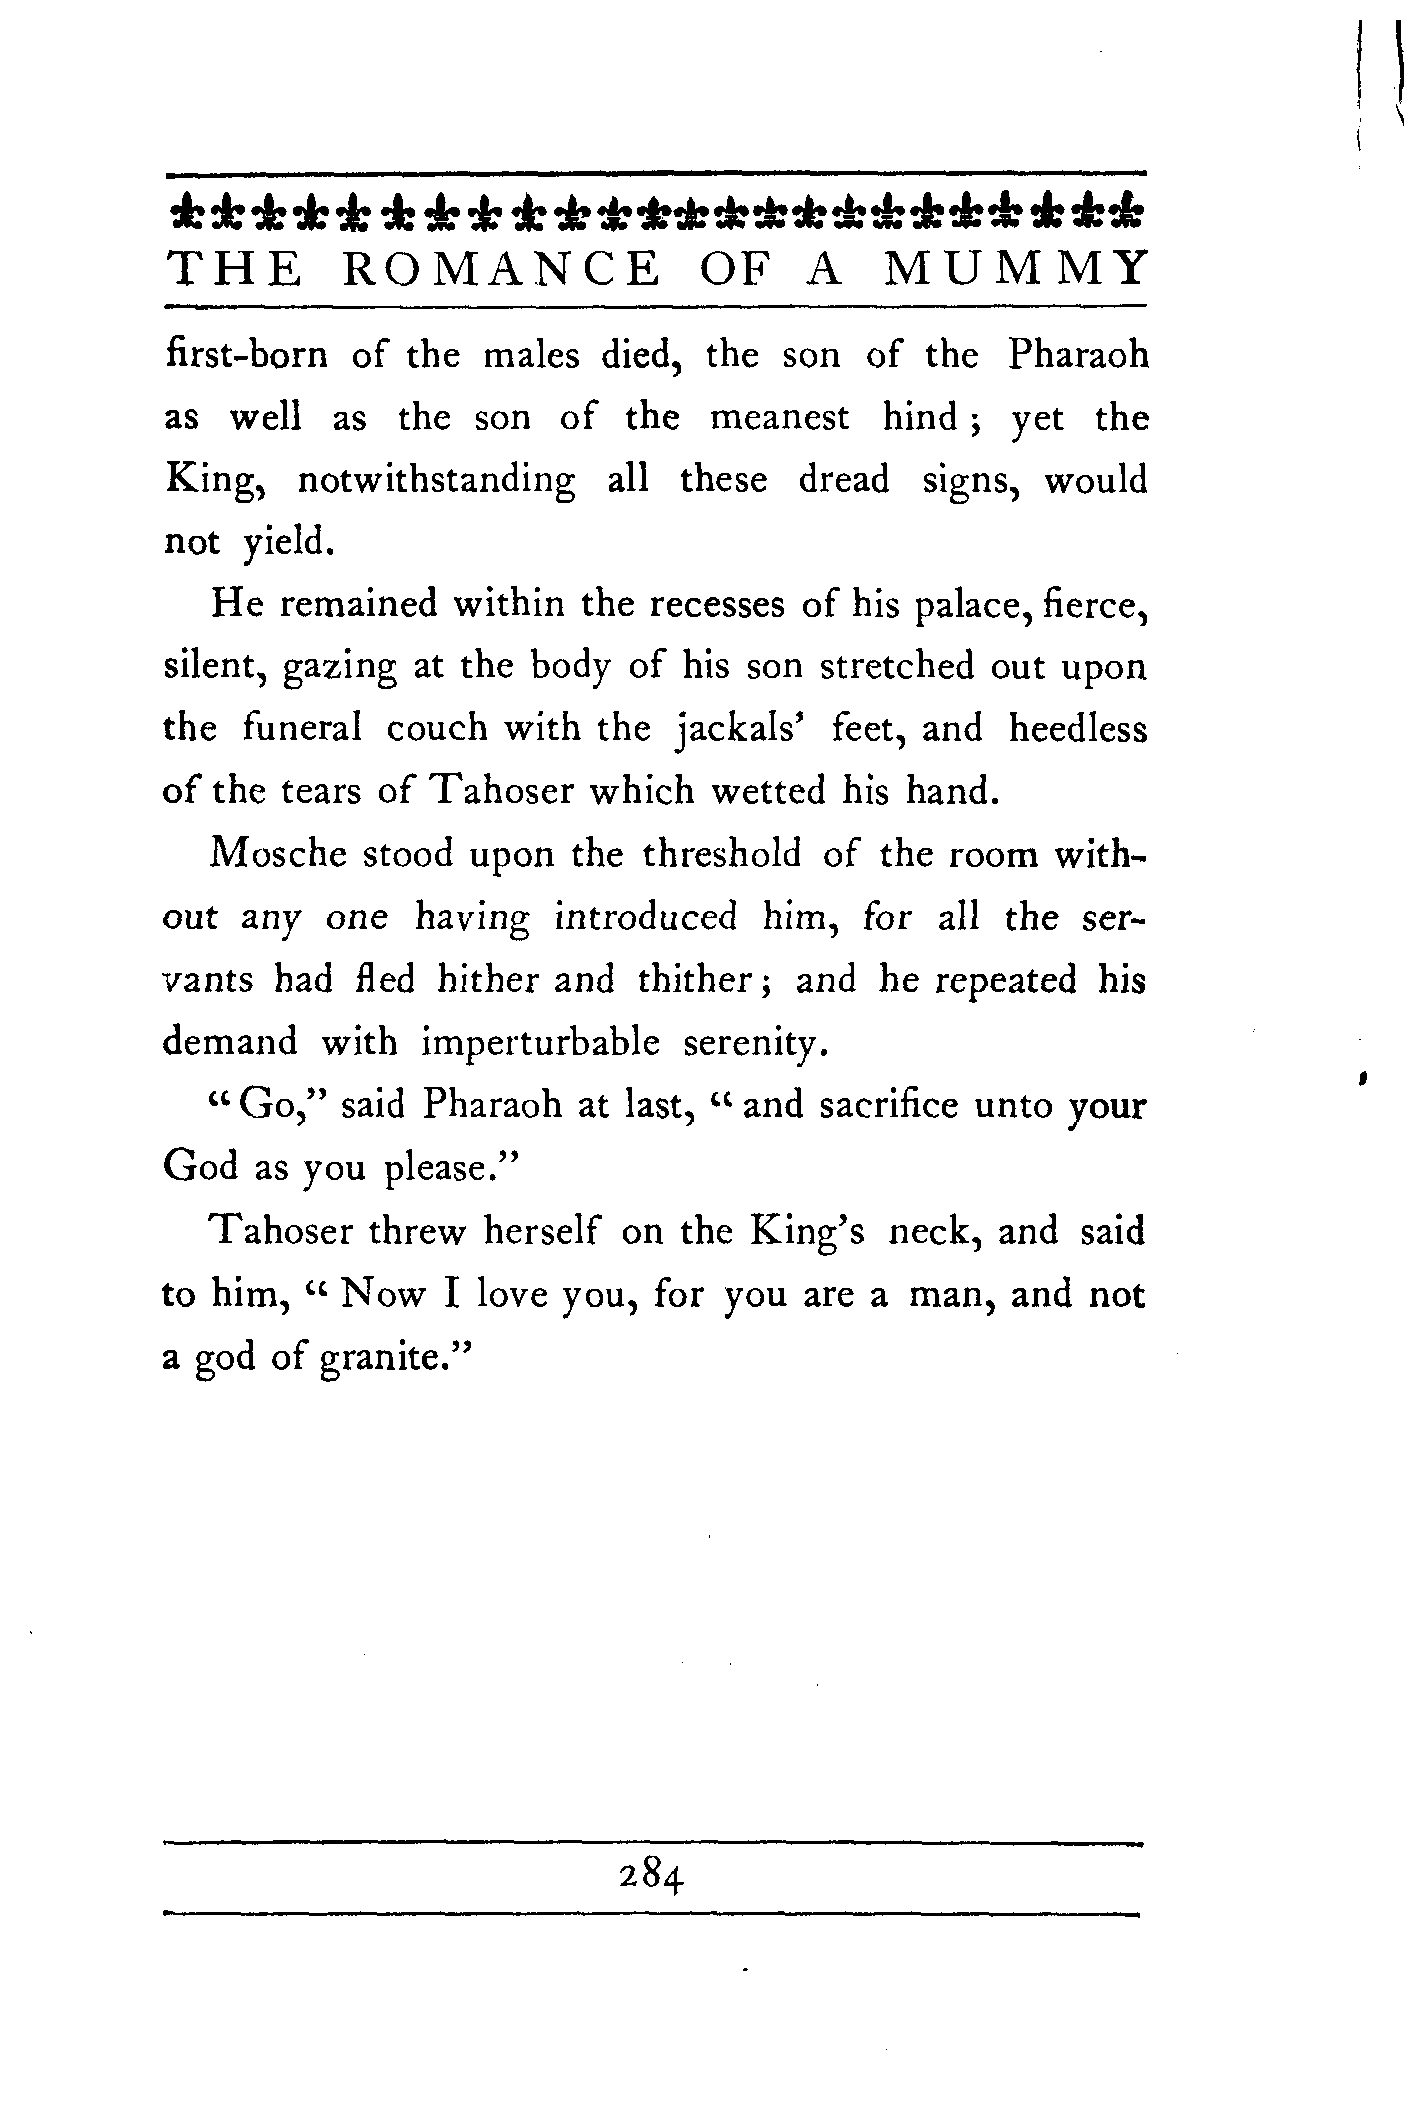 THE ROMANCE OF A MUMMY
first-born of the males died, the son of the Pharaoh
as well as the son of the meanest hind ; yet the
King, notwithstanding all these dread signs, would
not yield.
He remained within the recesses of his palace, fierce,
silent, gazing at the body of his son stretched out upon
the funeral couch with the jackals’ feet, and heedless
of the tears of Tahoser which wetted his hand.
Mosche stood upon the threshold of the room with-
out any one having introduced him, for all the ser-
vants had fled hither and thither ; and he repeated his
demand with imperturbable serenity.
“ Go,” said Pharaoh at last, “ and sacrifice unto your
God as you please.”
Tahoser threw herself on the King’s neck, and said
to him, “ Now I love you, for you are a man, and not
a god of granite.”
284